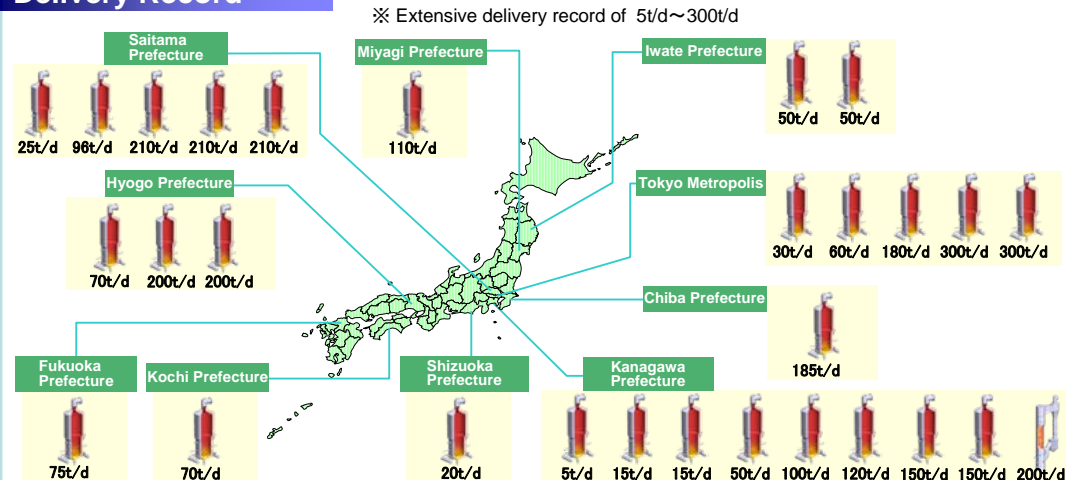 Delivery Record
※ Extensive delivery record of 5t/d～300t/d
Saitama
Prefecture
25t/d 96t/d 210t/d 210t/d 210t/d
Miyagi Prefecture
110t/d
Iwate Prefecture
50t/d 50t/d
Hyogo Prefecture
70t/d 200t/d 200t/d
Tokyo Metropolis
30t/d 60t/d 180t/d 300t/d 300t/d
Chiba Prefecture
185t/d
Fukuoka
Prefecture
75t/d
Kochi Prefecture
70t/d
Shizuoka
Prefecture
20t/d
Kanagawa
Prefecture
5t/d 15t/d 15t/d 50t/d 100t/d 120t/d 150t/d 150t/d 200t/d